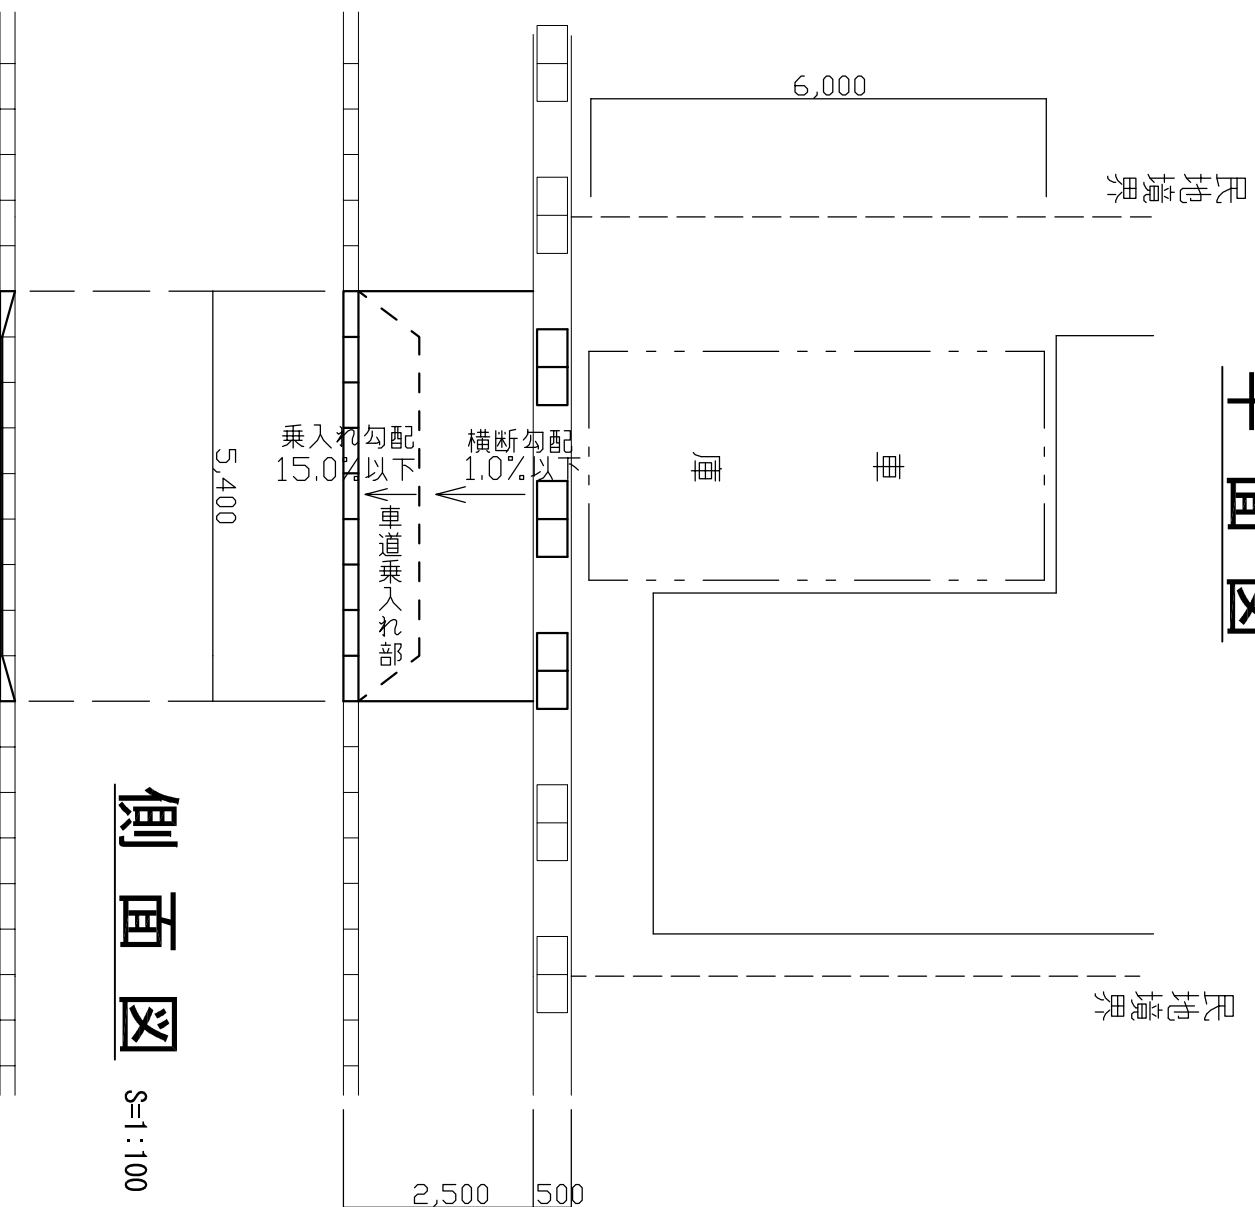 6,000
民地境界
平面図
乗入れ勾配
15.0%以下
横断勾配
1.0%以下
車庫
5,400
車道乗入れ部
側面図
S=1:100
民地境界
2,500
500